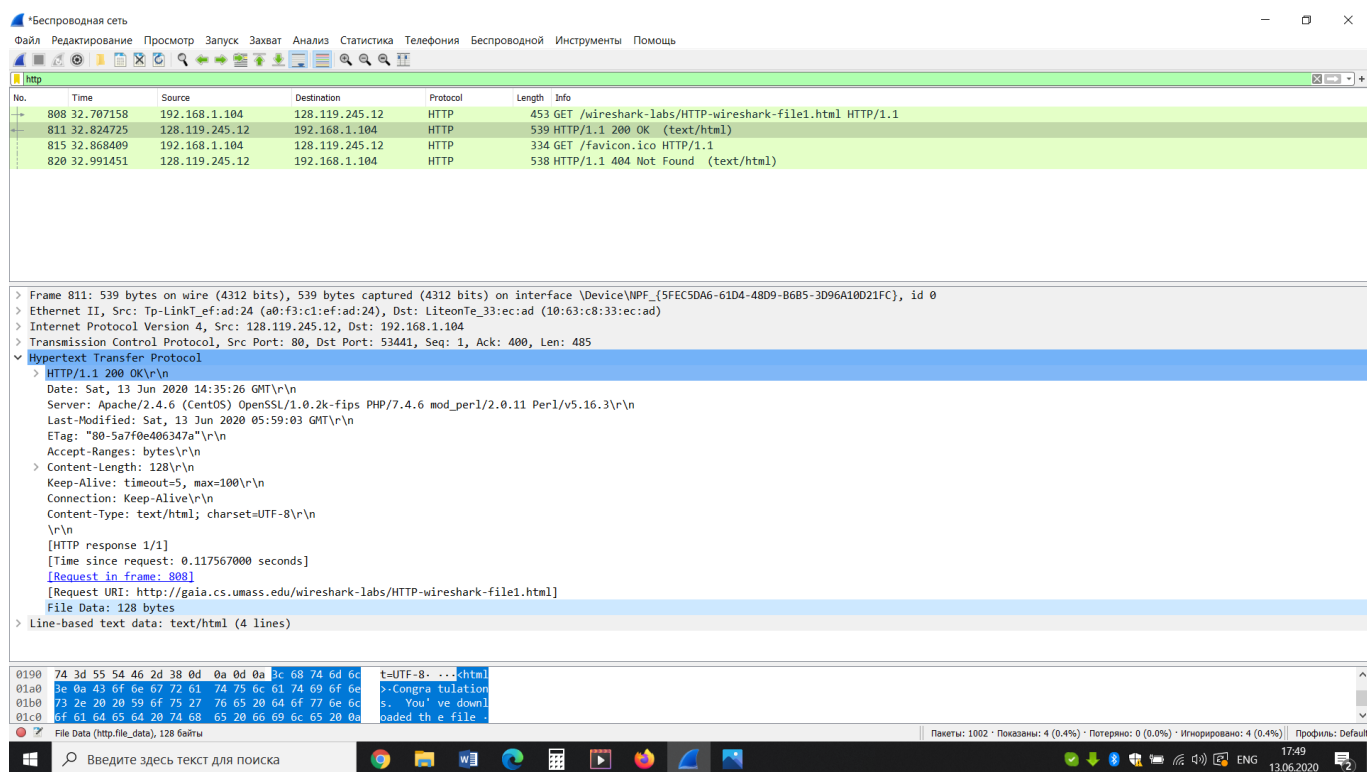 *Беспроводная сеть
Файл Редактирование Просмотр Запуск Захват Анализ Статистика Телефония Беспроводной Инструменты Помощь
http
No. Time Source Destination Protocol Length Info
808 32.707158 192.168.1.104 128.119.245.12 HTTP 453 GET /wireshark-labs/HTTP-wireshark-file1.html HTTP/1.1
811 32.824725 128.119.245.12 192.168.1.104 HTTP 539 HTTP/1.1 200 OK (text/html)
815 32.868409 192.168.1.104 128.119.245.12 HTTP 334 GET /favicon.ico HTTP/1.1
820 32.991451 128.119.245.12 192.168.1.104 HTTP 538 HTTP/1.1 404 Not Found (text/html)
> Frame 811: 539 bytes on wire (4312 bits), 539 bytes captured (4312 bits) on interface \Device\NPF_{5FEC5DA6-61D4-48D9-B6B5-3D96A10D21FC}, id 0
> Ethernet II, Src: Tp-LinkT_ef:ad:24 (a0:f3:c1:ef:ad:24), Dst: LiteonTe_33:ec:ad (10:63:c8:33:ec:ad)
> Internet Protocol Version 4, Src: 128.119.245.12, Dst: 192.168.1.104
> Transmission Control Protocol, Src Port: 80, Dst Port: 53441, Seq: 1, Ack: 400, Len: 485
Hypertext Transfer Protocol
> HTTP/1.1 200 OK\r\n
Date: Sat, 13 Jun 2020 14:35:26 GMT\r\n
Server: Apache/2.4.6 (CentOS) OpenSSL/1.0.2k-fips PHP/7.4.6 mod_perl/2.0.11 Perl/v5.16.3\r\n
Last-Modified: Sat, 13 Jun 2020 05:59:03 GMT\r\n
ETag: "80-5a7f0e406347a"\r\n
Accept-Ranges: bytes\r\n
> Content-Length: 128\r\n
Keep-Alive: timeout=5, max=100\r\n
Connection: Keep-Alive\r\n
Content-Type: text/html; charset=UTF-8\r\n
\r\n
[HTTP response 1/1]
[Time since request: 0.117567000 seconds]
[Request in frame: 808]
[Request URI: http://gaia.cs.umass.edu/wireshark-labs/HTTP-wireshark-file1.html]
File Data: 128 bytes
> Line-based text data: text/html (4 lines)
0190 74 3d 55 54 46 2d 38 0d 0a 0d 0a 3c 68 74 6d 6c t=UTF-8· ···<html
01a0 3e 0a 43 6f 6e 67 72 61 74 75 6c 61 74 69 6f 6e >·Congra tulation
01b0 73 2e 20 20 59 6f 75 27 76 65 20 64 6f 77 6e 6c s. You' ve downl
01c0 6f 61 64 65 64 20 74 68 65 20 66 69 6c 65 20 0a oaded th e file ·
File Data (http.file_data), 128 байты Пакеты: 1002 · Показаны: 4 (0.4%) · Потеряно: 0 (0.0%) · Игнорировано: 4 (0.4%) Профиль: Default
Введите здесь текст для поиска ENG 17:49
13.06.2020 2